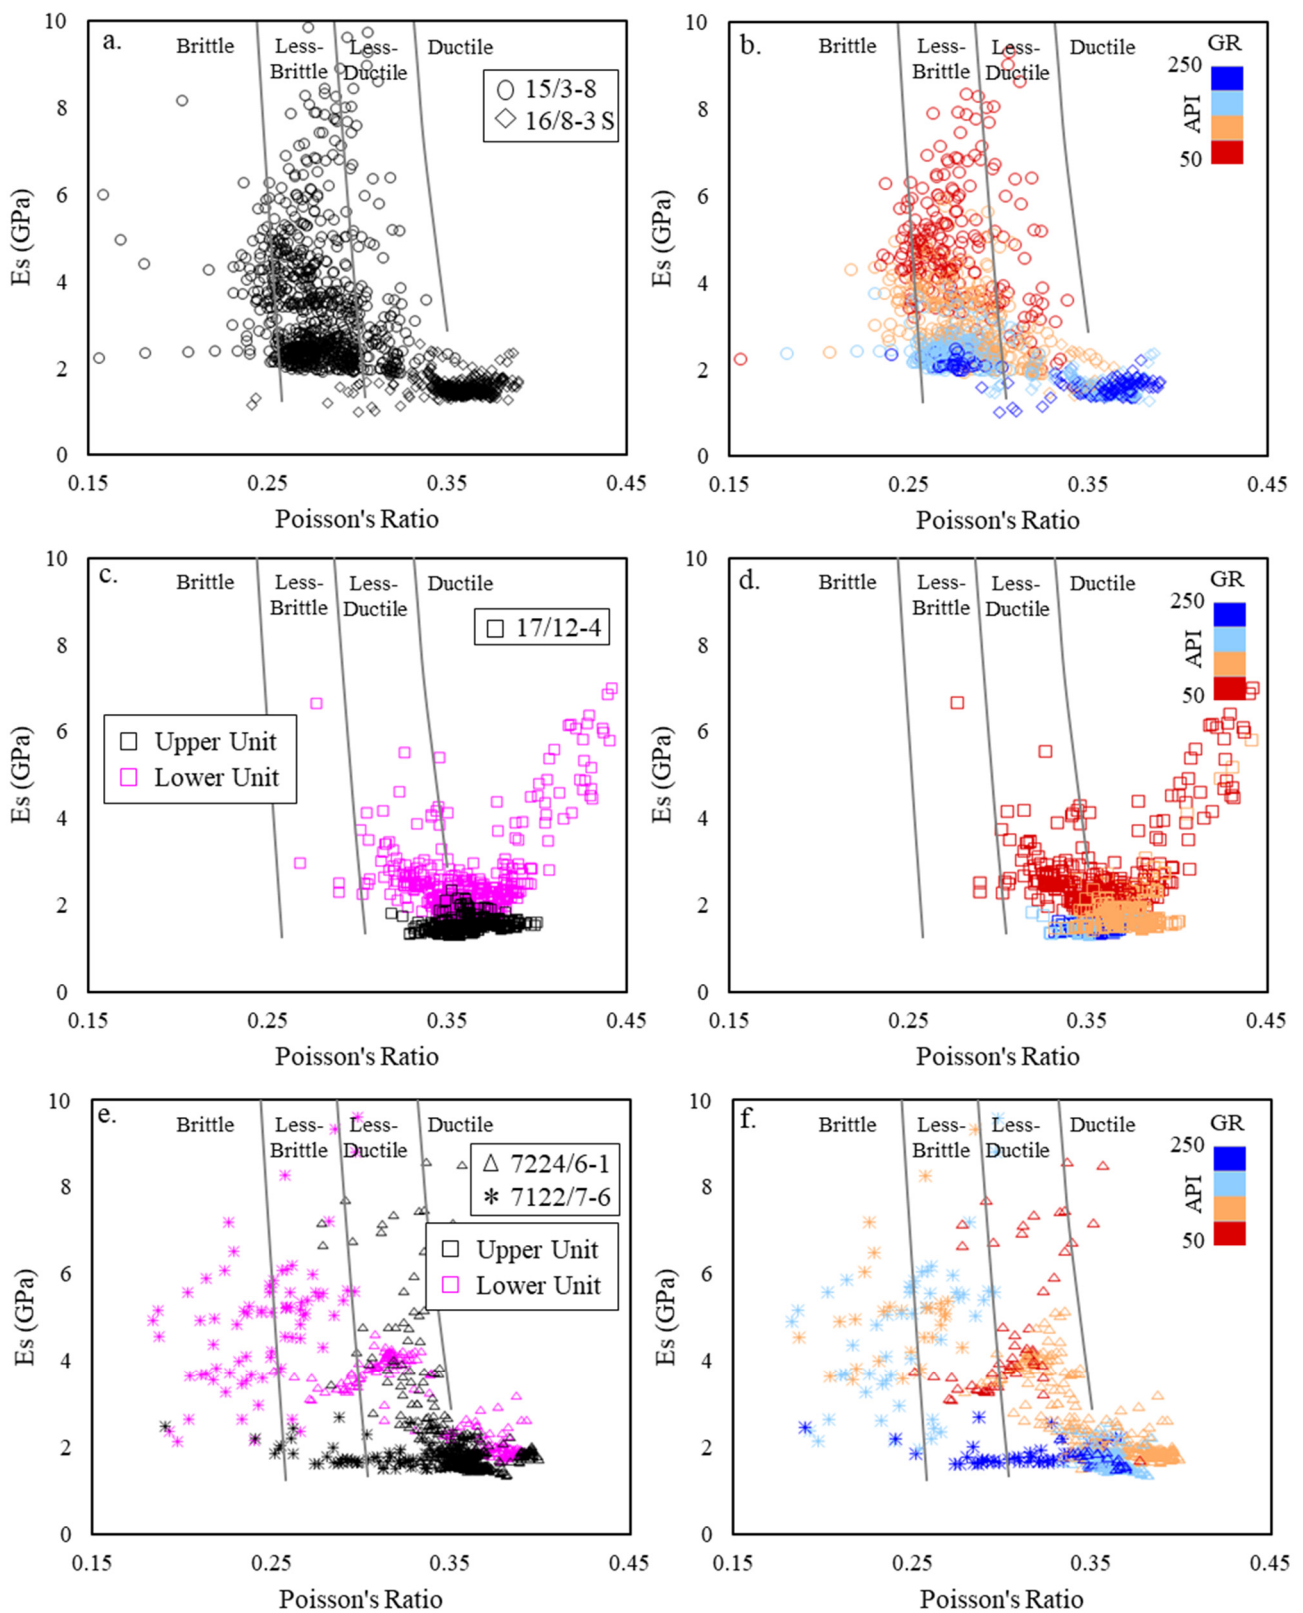 a.
Brittle
Less-
Brittle
Less-
Ductile
Ductile
15/3-8
16/8-3 S
10
8
6
4
2
0
Es (GPa)
0.15
0.25
0.35
0.45
Poisson's Ratio
b.
Brittle
Less-
Brittle
Less-
Ductile
Ductile
GR
250
API
50
10
8
6
4
2
0
Es (GPa)
0.15
0.25
0.35
0.45
Poisson's Ratio
c.
Brittle
Less-
Brittle
Less-
Ductile
Ductile
17/12-4
Upper Unit
Lower Unit
10
8
6
4
2
0
Es (GPa)
0.15
0.25
0.35
0.45
Poisson's Ratio
d.
Brittle
Less-
Brittle
Less-
Ductile
Ductile
GR
250
API
50
10
8
6
4
2
0
Es (GPa)
0.15
0.25
0.35
0.45
Poisson's Ratio
e.
Brittle
Less-
Brittle
Less-
Ductile
Ductile
7224/6-1
7122/7-6
Upper Unit
Lower Unit
10
8
6
4
2
0
Es (GPa)
0.15
0.25
0.35
0.45
Poisson's Ratio
f.
Brittle
Less-
Brittle
Less-
Ductile
Ductile
GR
250
API
50
10
8
6
4
2
0
Es (GPa)
0.15
0.25
0.35
0.45
Poisson's Ratio